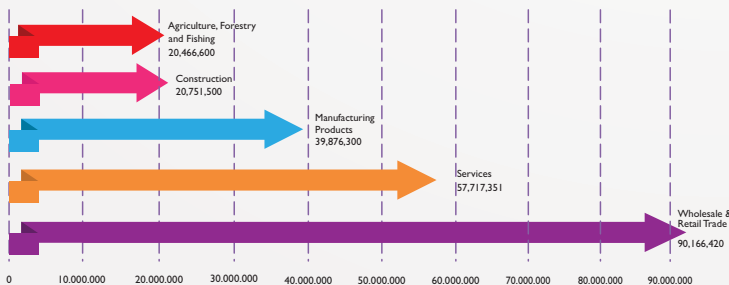 Agriculture, Forestry
and Fishing
20,466,600
Construction
20,751,500
Manufacturing
Products
39,876,300
Services
57,717,351
Wholesale &
Retail Trade
90,166,420
0 10.000.000 20.000.000 30.000.000 40.000.000 50.000.000 60.000.000 70.000.000 80.000.000 90.000.000